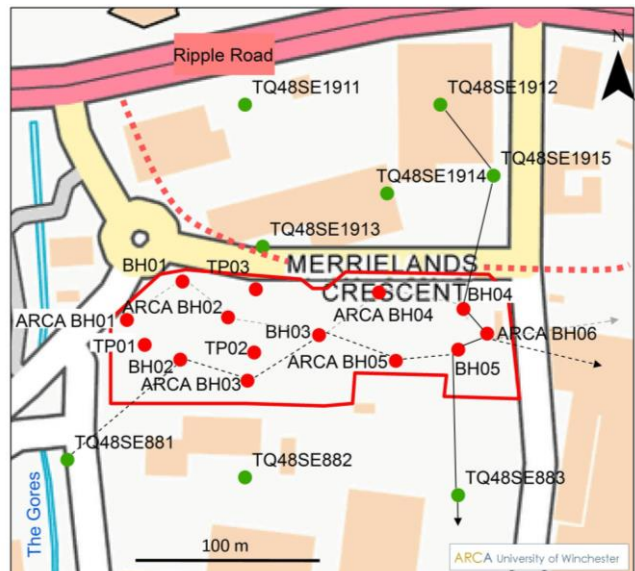 Ripple Road
N
TQ48SE1911
TQ48SE1912
TQ48SE1914
TQ48SE1915
TQ48SE1913
MERRIELANDS
CRESCENT
BH01
TP03
ARCA BH01
ARCA BH02
ARCA BH04
BH04
BH03
ARCA BH06
TP01
TP02
BH02
ARCA BH05
BH05
ARCA BH03
TQ48SE881
TQ48SE882
TQ48SE883
The Gores
100 m
ARCA University of Winchester